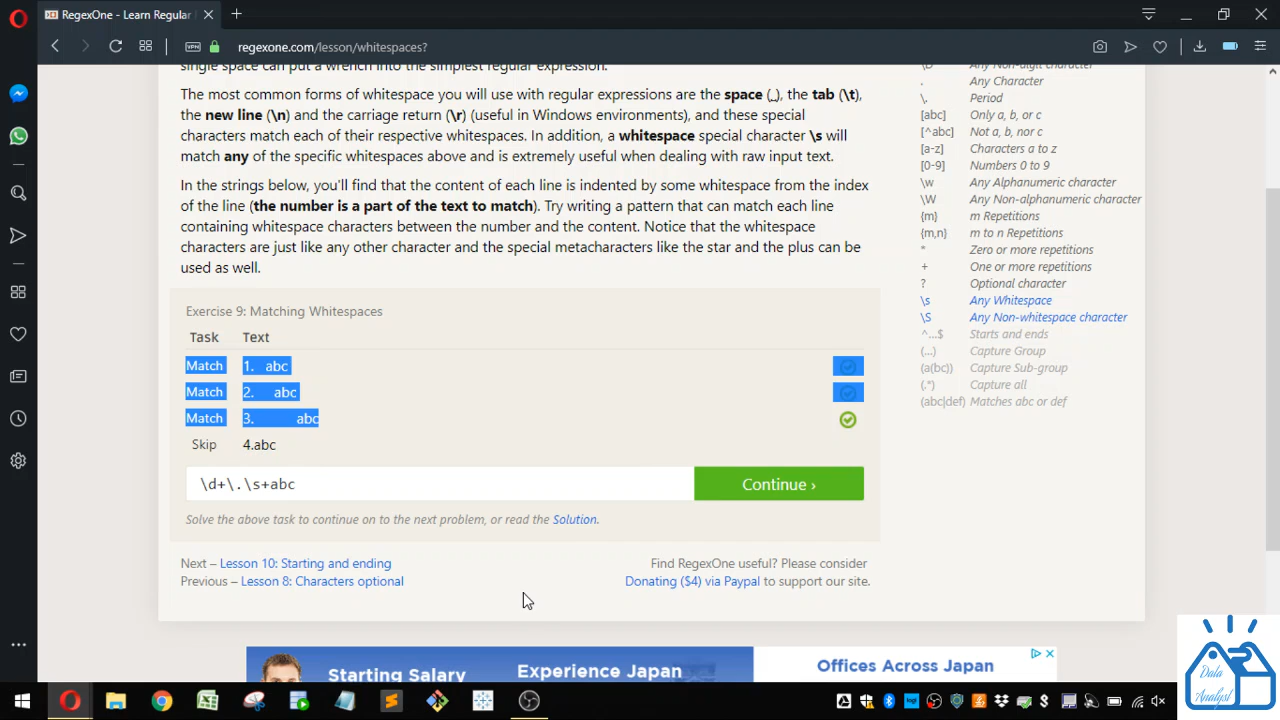 RegexOne - Learn Regular
VPN
regexone.com/lesson/whitespaces?
single space can put a wrench into the simplest regular expression.
The most common form of whitespace you will use with regular expressions are the space (␣), the tab (\t),
the new line (\n) and the carriage return (\r) (useful in Windows environments), and these special
characters match each of their respective whitespaces. In addition, a whitespace special character \s will
match any of the specific whitespaces above and is extremely useful when dealing with raw input text.
In the strings below, you'll find that the content of each line is indented by some whitespace from the index
of the line (the number is a part of the text to match). Try writing a pattern that can match each line
containing whitespace characters between the number and the content. Notice that the whitespace
characters are just like any other character and the special metacharacters like the star and the plus can be
used as well.
Exercise 9: Matching Whitespaces
Task Text
Match 1. abc
Match 2. abc
Match 3. abc
Skip 4.abc
\d+\.\s+abc
Continue ›
Solve the above task to continue on to the next problem, or read the Solution.
Next – Lesson 10: Starting and ending
Previous – Lesson 8: Characters optional
Find RegexOne useful? Please consider
Donating ($4) via Paypal to support our site.
\D Any Non-digit character
. Any Character
\. Period
[abc] Only a, b, or c
[^abc] Not a, b, nor c
[a-z] Characters a to z
[0-9] Numbers 0 to 9
\w Any Alphanumeric character
\W Any Non-alphanumeric character
{m} m Repetitions
{m,n} m to n Repetitions
* Zero or more repetitions
+ One or more repetitions
? Optional character
\s Any Whitespace
\S Any Non-whitespace character
^...$ Starts and ends
(...) Capture Group
(a(bc)) Capture Sub-group
(.*) Capture all
(abc|def) Matches abc or def
Starting Salary
Experience Japan
Offices Across Japan
Data
Analyst